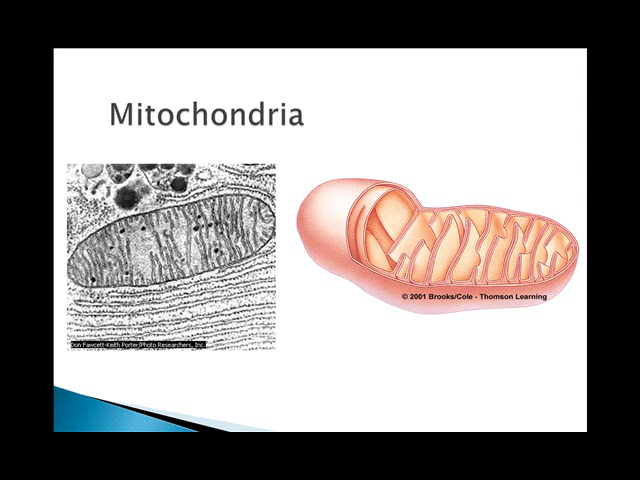 Mitochondria
© 2001 Brooks/Cole - Thomson Learning
Don Fawcett-Keith Porter/Photo Researchers, Inc.